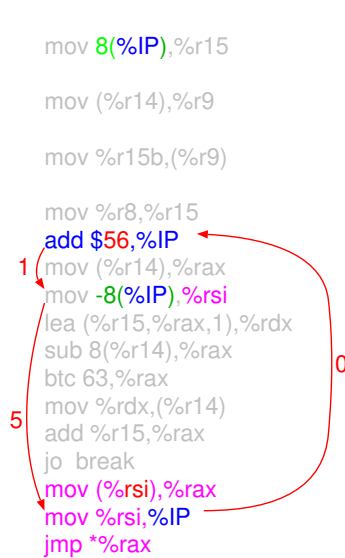 mov 8(%IP),%r15
mov (%r14),%r9
mov %r15b,(%r9)
mov %r8,%r15
add $56,%IP
1 mov (%r14),%rax
mov -8(%IP),%rsi
lea (%r15,%rax,1),%rdx
sub 8(%r14),%rax
0
btc 63,%rax
mov %rdx,(%r14)
5
add %r15,%rax
jo break
mov (%rsi),%rax
mov %rsi,%IP
jmp *%rax